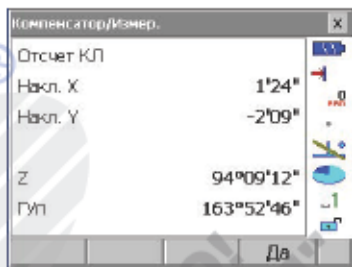 Компенсатор/Измер.
Отсчет КЛ
Накл. X 1'24"
Накл. Y -2'09"
Z 94°09'12"
ГУп 163°52'46"
Да